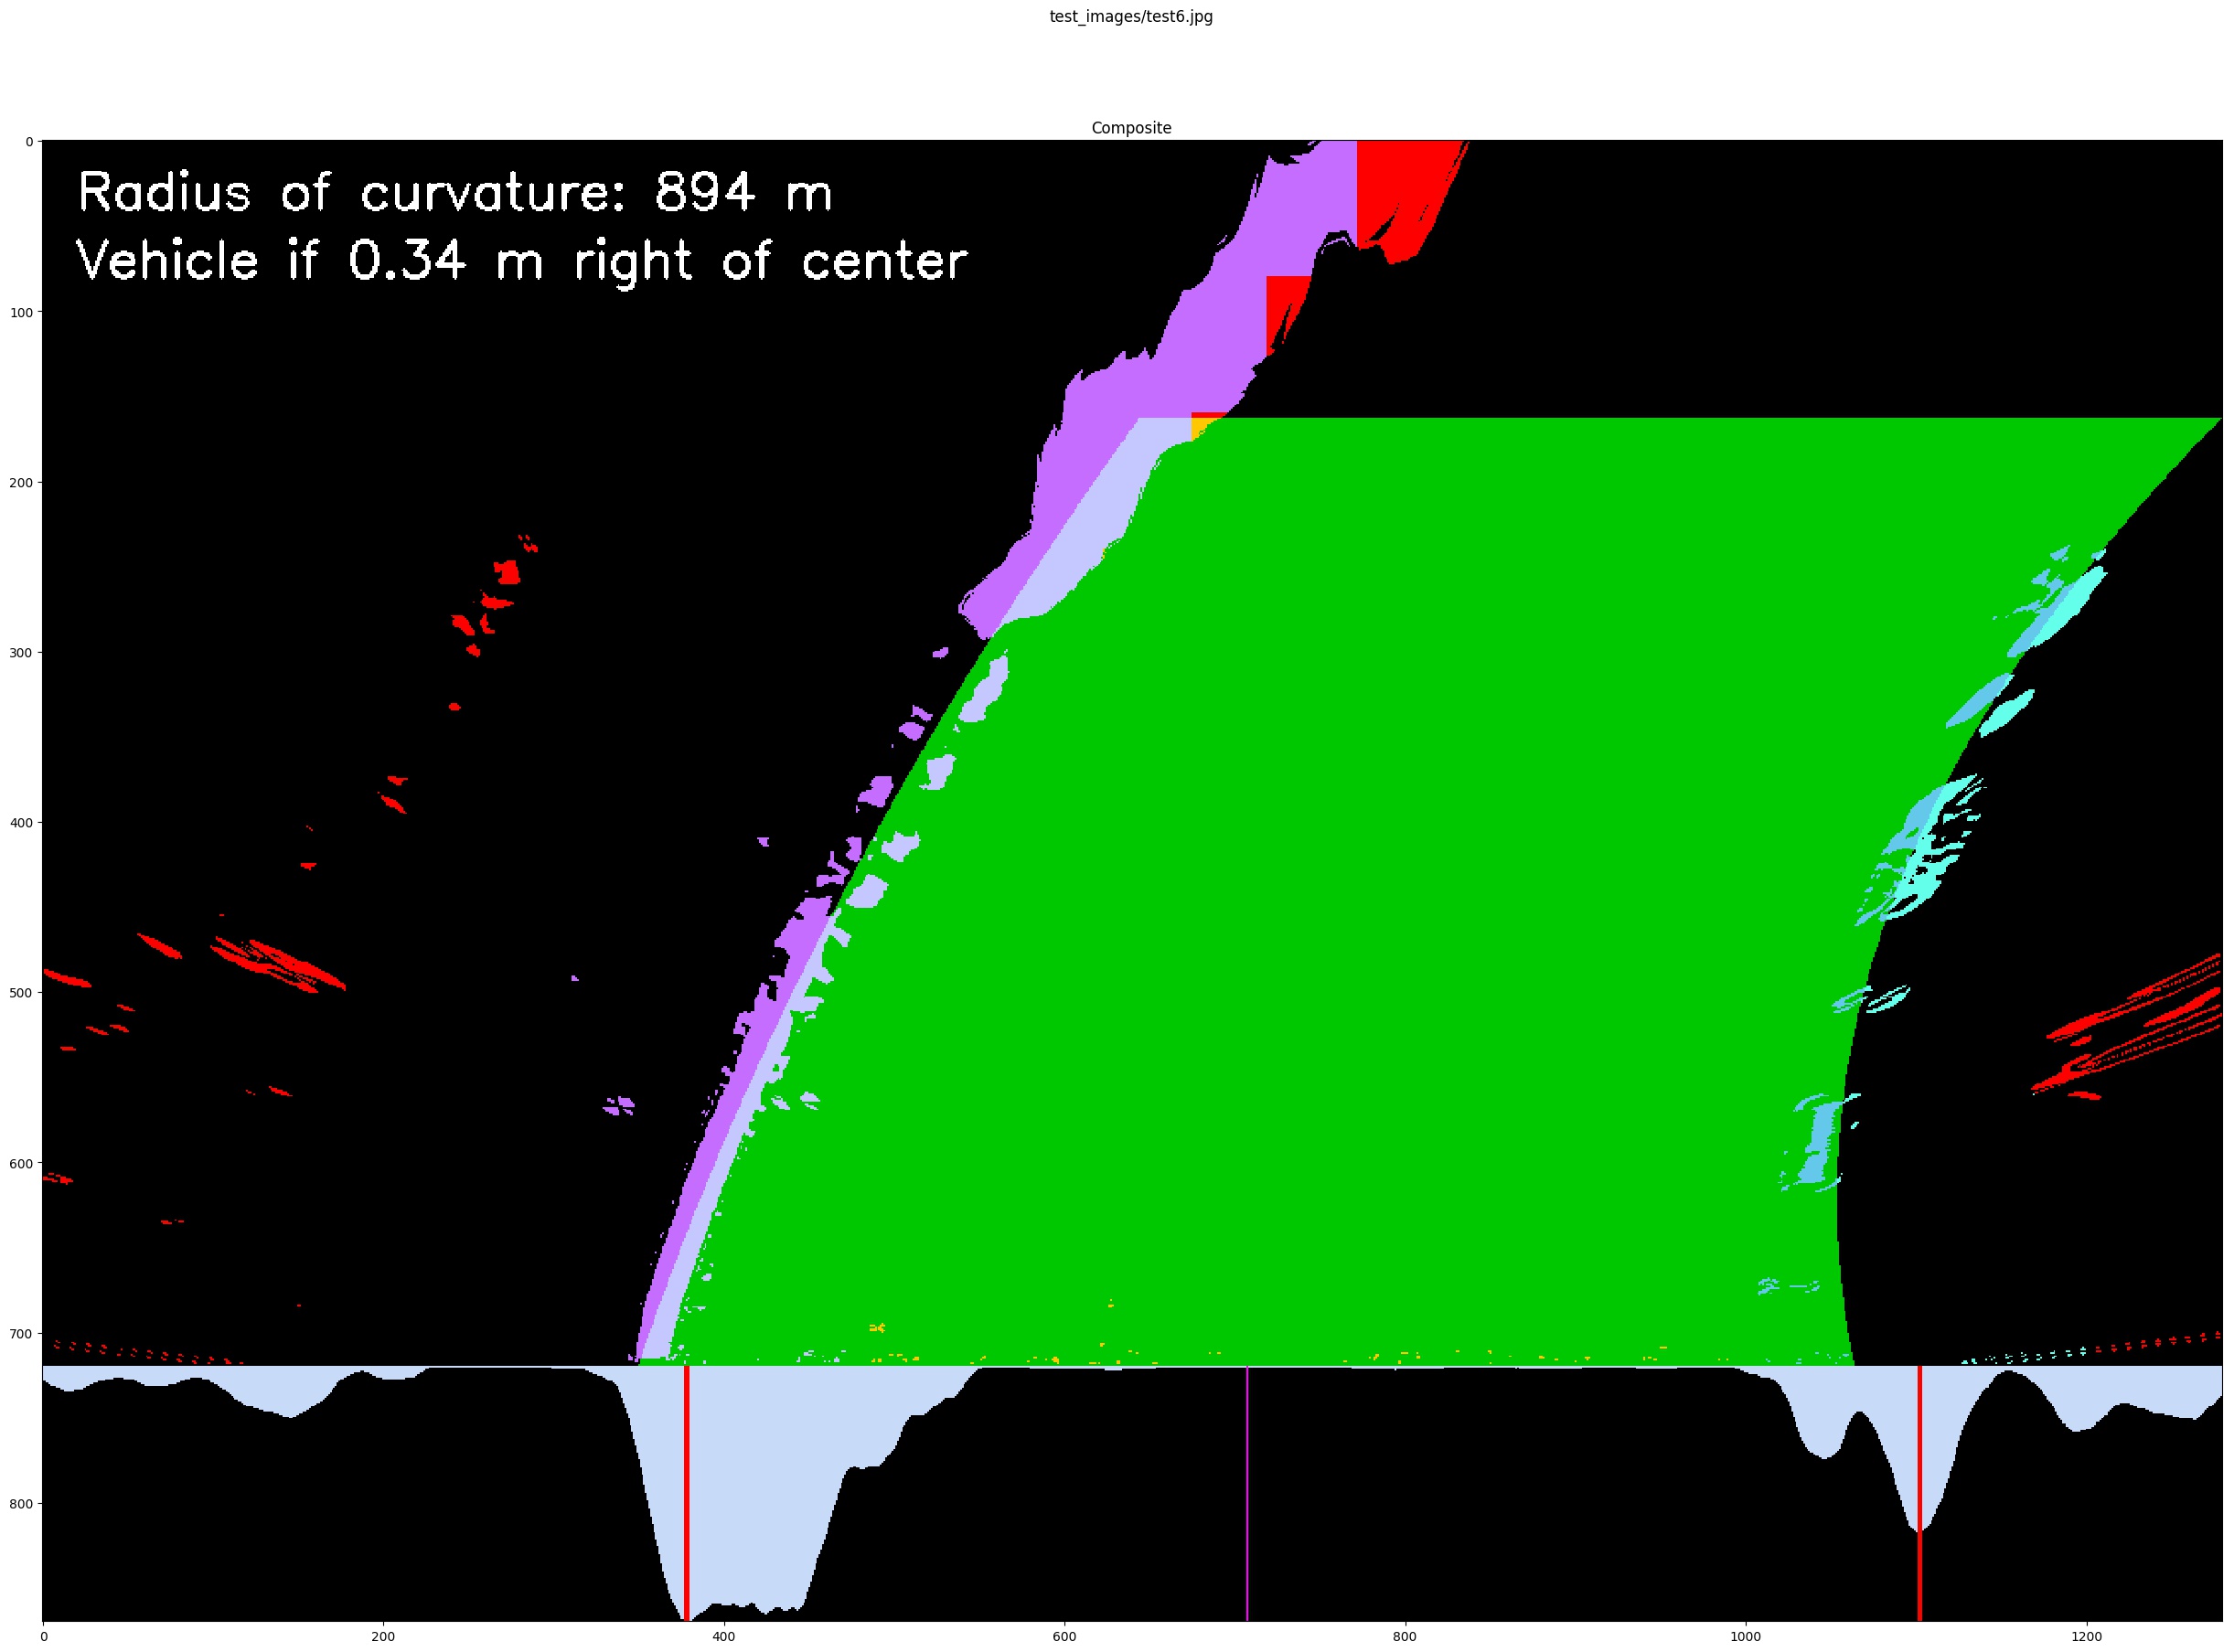 test_images/test6.jpg
Composite
Radius of curvature: 894 m
Vehicle if 0.34 m right of center
0
100
200
300
400
500
600
700
800
0 200 400 600 800 1000 1200